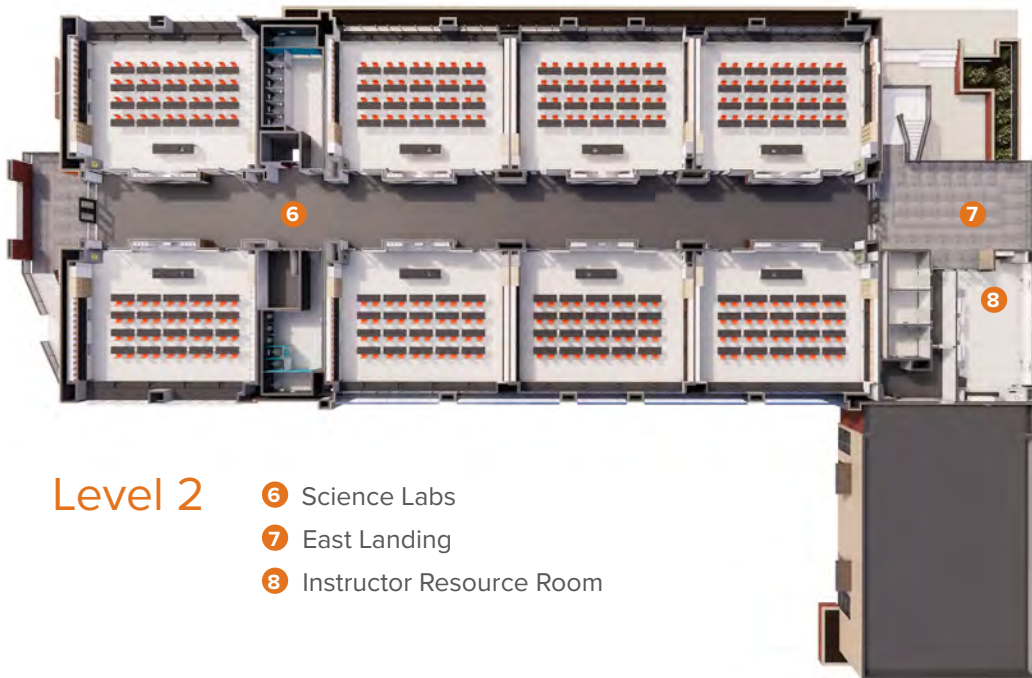 6
7
8
Level 2
6 Science Labs
7 East Landing
8 Instructor Resource Room